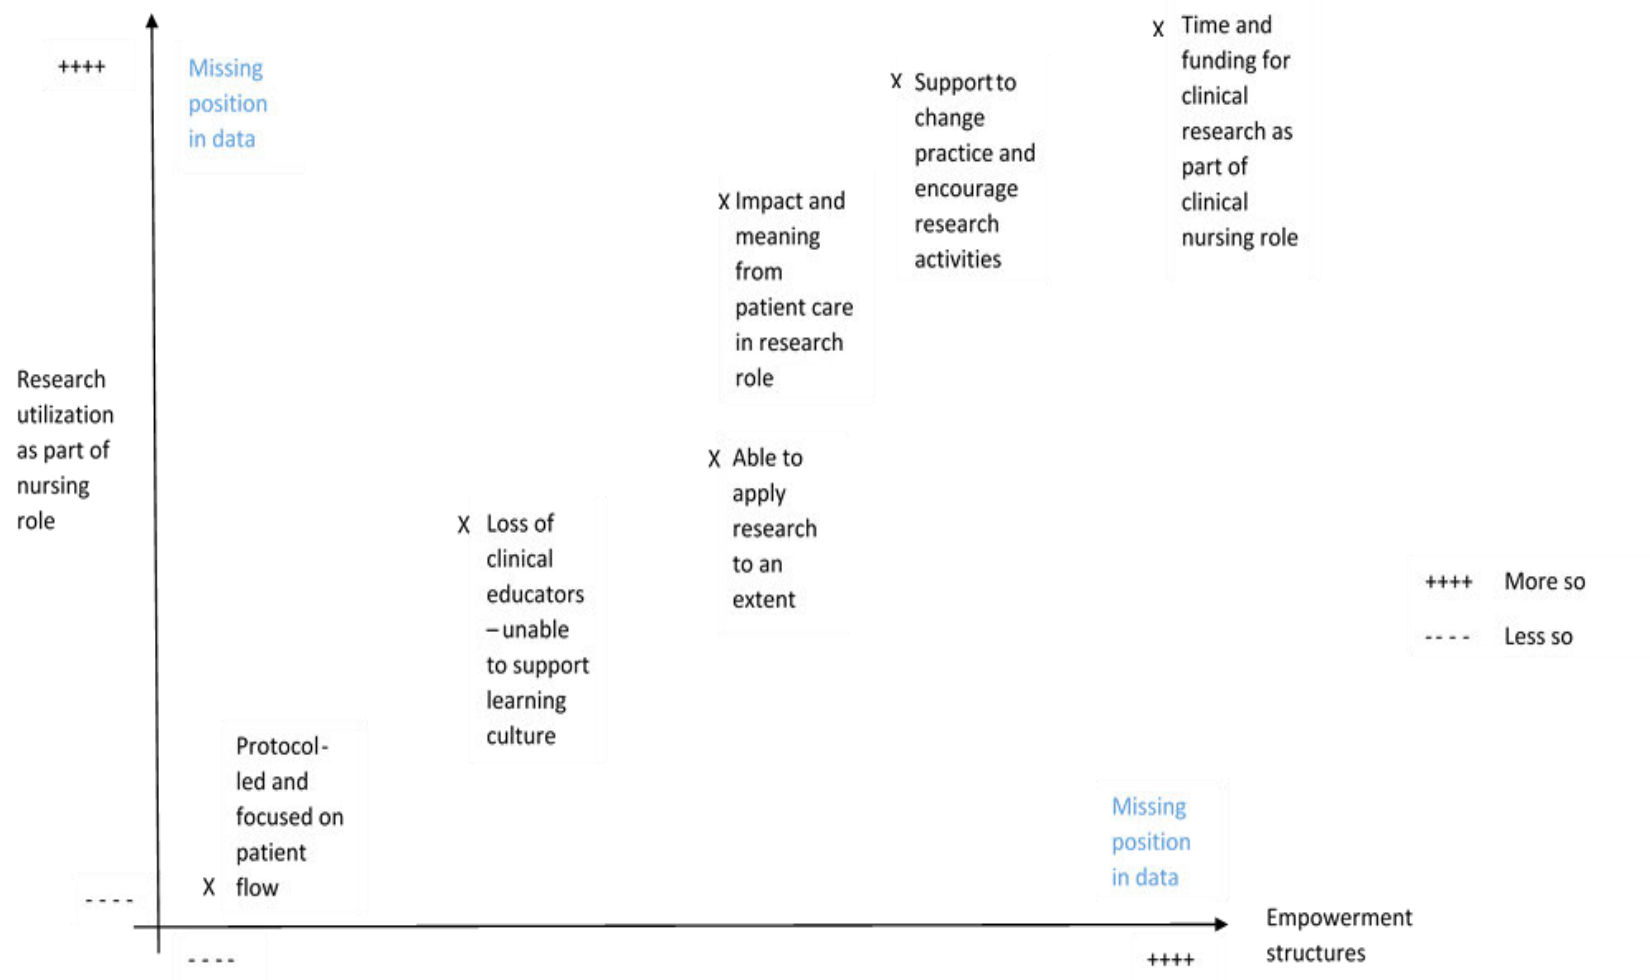 ++++
Missing
position
in data
X Time and
funding for
clinical
research as
part of
clinical
nursing role
X Support to
change
practice and
encourage
research
activities
X Impact and
meaning
from
patient care
in research
role
Research
utilization
as part of
nursing
role
X Able to
apply
research
to an
extent
X Loss of
clinical
educators
– unable
to support
learning
culture
++++ More so
---- Less so
Protocol-
led and
focused on
patient
X flow
Missing
position
in data
----
Empowerment
structures
----
++++